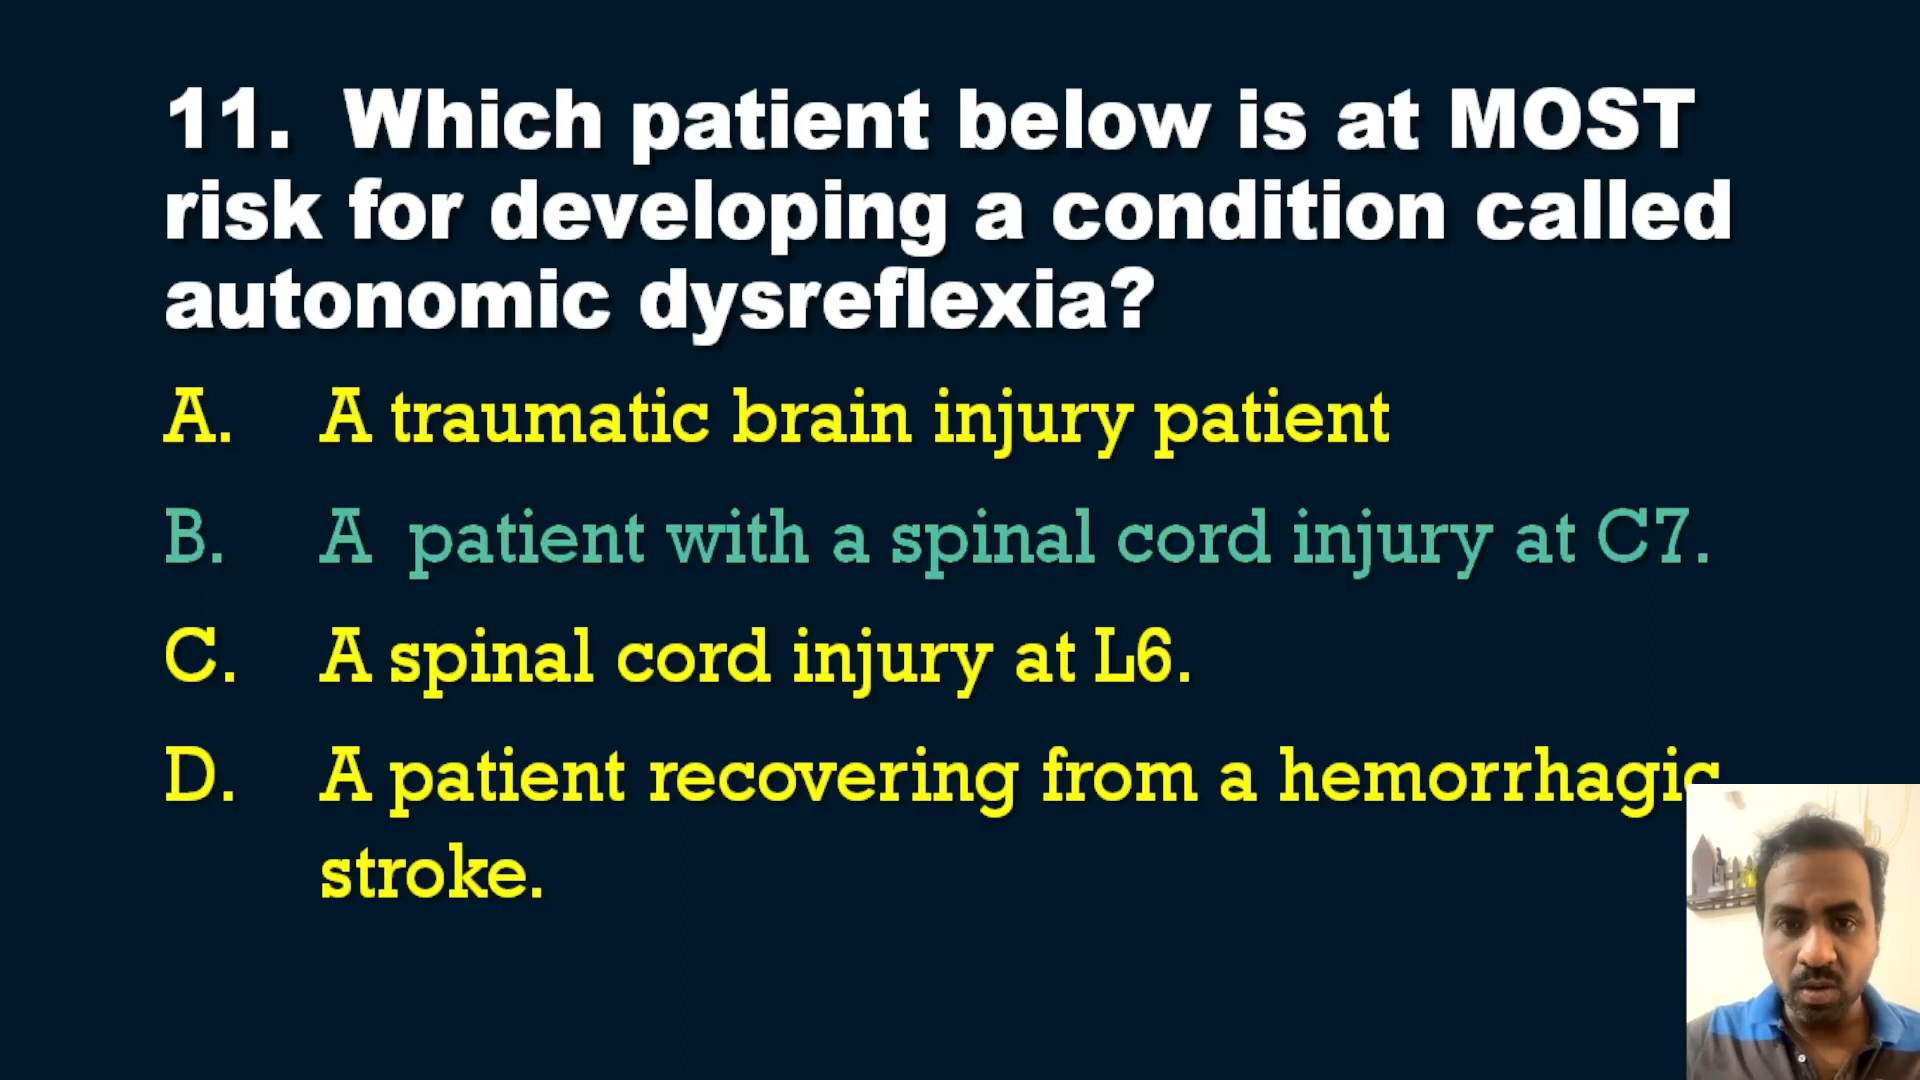 11. Which patient below is at MOST
risk for developing a condition called
autonomic dysreflexia?
A. A traumatic brain injury patient
B. A patient with a spinal cord injury at C7.
C. A spinal cord injury at L6.
D. A patient recovering from a hemorrhagic
stroke.